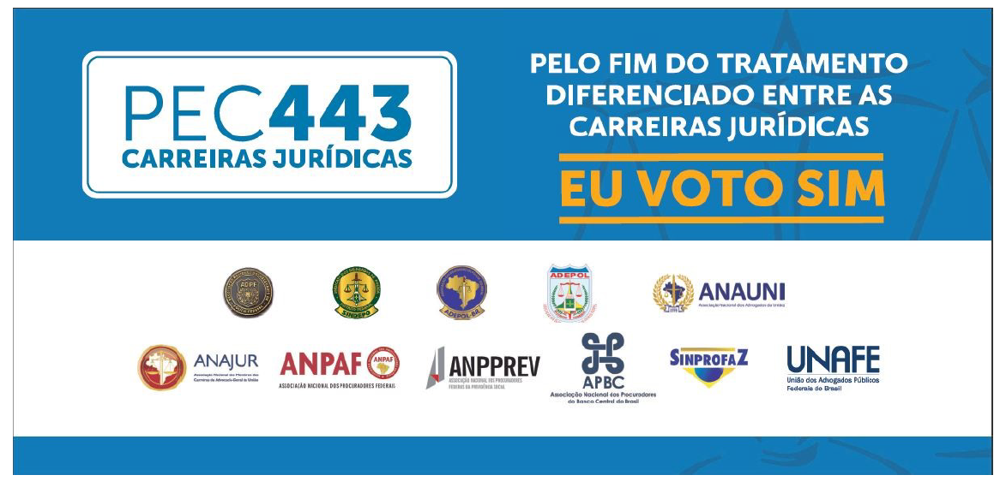 PEC443
CARREIRAS JURÍDICAS
PELO FIM DO TRATAMENTO
DIFERENCIADO ENTRE AS
CARREIRAS JURÍDICAS
EU VOTO SIM
ADPF
SINDEPO
ADEPOL-BR
ADEPOL
ANAUNI
Associação Nacional dos Advogados da União
ANAJUR
Associação Nacional dos Membros das
Carreiras da Advocacia-Geral da União
ANPAF
ANPAF
ASSOCIAÇÃO NACIONAL DOS PROCURADORES FEDERAIS
ANPPREV
ASSOCIAÇÃO NACIONAL DOS PROCURADORES
FEDERAIS DA PREVIDÊNCIA SOCIAL
APBC
Associação Nacional dos Procuradores
do Banco Central do Brasil
SINPROFAZ
UNAFE
União dos Advogados Públicos
Federais do Brasil